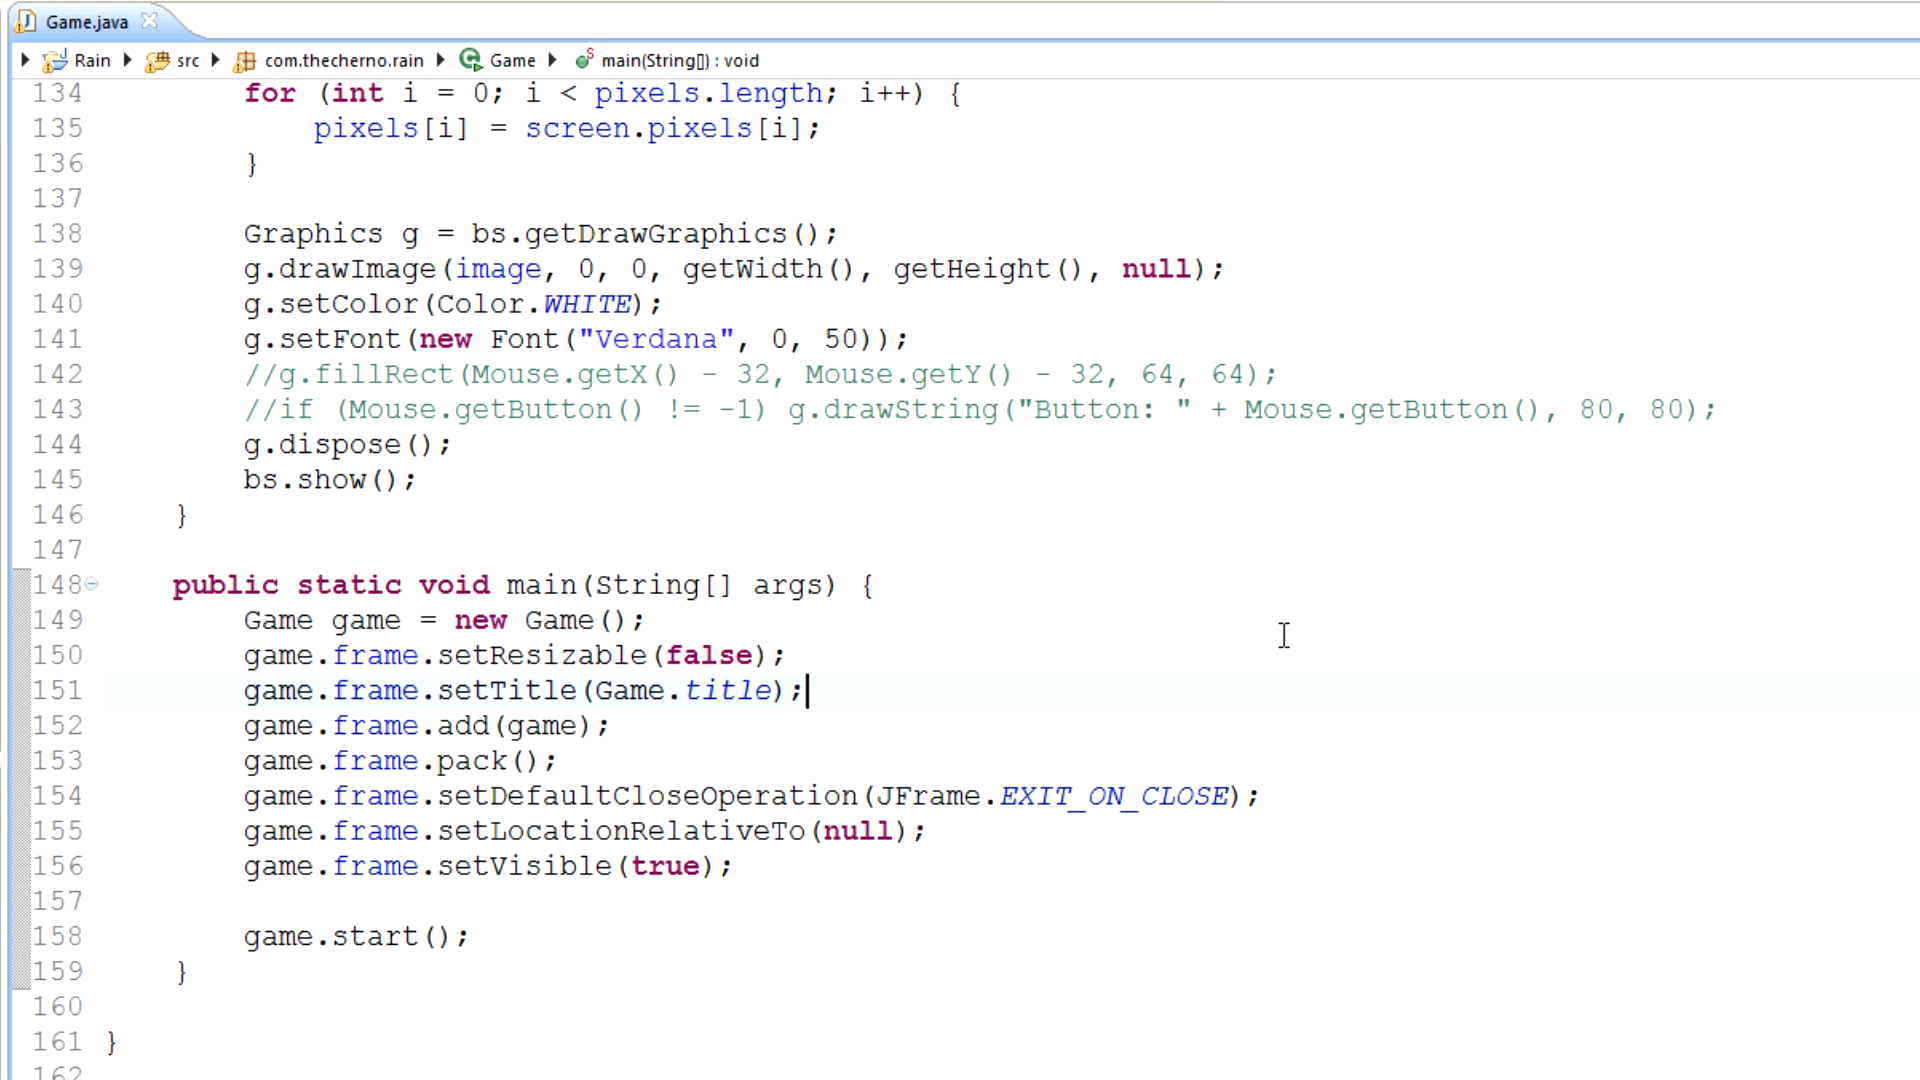 Game.java
Rain src com.thecherno.rain Game main(String[]) : void
134 for (int i = 0; i < pixels.length; i++) {
135 pixels[i] = screen.pixels[i];
136 }
137
138 Graphics g = bs.getDrawGraphics();
139 g.drawImage(image, 0, 0, getWidth(), getHeight(), null);
140 g.setColor(Color.WHITE);
141 g.setFont(new Font("Verdana", 0, 50));
142 //g.fillRect(Mouse.getX() - 32, Mouse.getY() - 32, 64, 64);
143 //if (Mouse.getButton() != -1) g.drawString("Button: " + Mouse.getButton(), 80, 80);
144 g.dispose();
145 bs.show();
146 }
147
148 public static void main(String[] args) {
149 Game game = new Game();
150 game.frame.setResizable(false);
151 game.frame.setTitle(Game.title);
152 game.frame.add(game);
153 game.frame.pack();
154 game.frame.setDefaultCloseOperation(JFrame.EXIT_ON_CLOSE);
155 game.frame.setLocationRelativeTo(null);
156 game.frame.setVisible(true);
157
158 game.start();
159 }
160
161 }
162